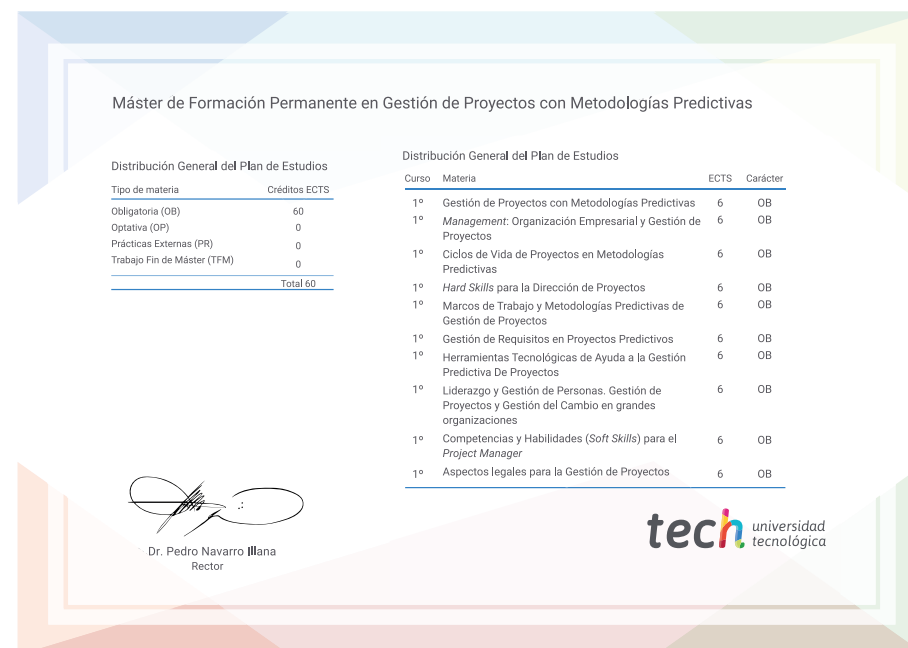 Máster de Formación Permanente en Gestión de Proyectos con Metodologías Predictivas
Distribución General del Plan de Estudios
Tipo de materia Créditos ECTS
Obligatoria (OB) 60
Optativa (OP) 0
Prácticas Externas (PR) 0
Trabajo Fin de Máster (TFM) 0
Total 60
Distribución General del Plan de Estudios
Curso Materia ECTS Carácter
1º Gestión de Proyectos con Metodologías Predictivas 6 OB
1º Management: Organización Empresarial y Gestión de 6 OB
Proyectos
1º Ciclos de Vida de Proyectos en Metodologías 6 OB
Predictivas
1º Hard Skills para la Dirección de Proyectos 6 OB
1º Marcos de Trabajo y Metodologías Predictivas de 6 OB
Gestión de Proyectos
1º Gestión de Requisitos en Proyectos Predictivos 6 OB
1º Herramientas Tecnológicas de Ayuda a la Gestión 6 OB
Predictiva De Proyectos
1º Liderazgo y Gestión de Personas. Gestión de 6 OB
Proyectos y Gestión del Cambio en grandes
organizaciones
1º Competencias y Habilidades (Soft Skills) para el 6 OB
Project Manager
1º Aspectos legales para la Gestión de Proyectos 6 OB
Dr. Pedro Navarro Illana
Rector
tech universidad
tecnológica